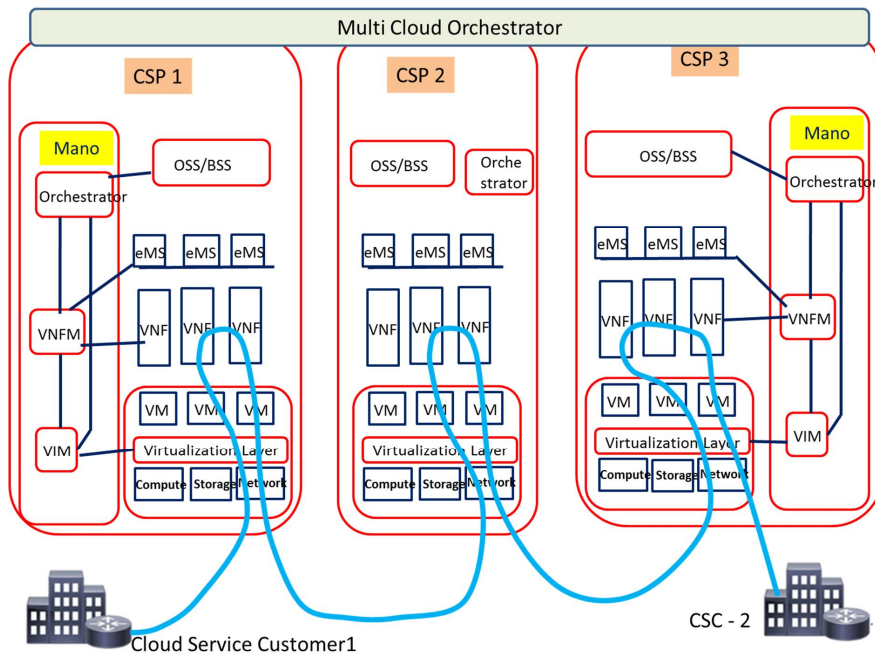 Multi Cloud Orchestrator
CSP 1
Mano
OSS/BSS
Orchestrator
eMS eMS eMS
VNF VNF VNF
VNFM
VM VM VM
VIM
Virtualization Layer
Compute Storage Network
CSP 2
OSS/BSS
Orche
strator
eMS eMS eMS
VNF VNF VNF
VM VM VM
Virtualization Layer
Compute Storage Network
CSP 3
Mano
OSS/BSS
Orchestrator
eMS eMS eMS
VNF VNF VNF
VNFM
VM VM VM
Virtualization Layer
VIM
Compute Storage Network
Cloud Service Customer1
CSC - 2